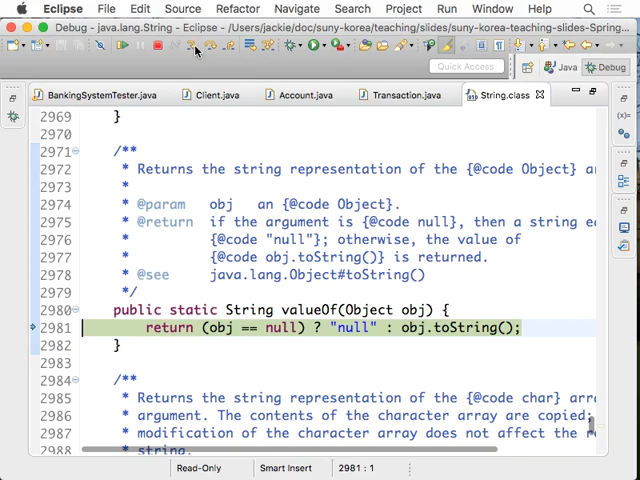 Eclipse File Edit Source Refactor Navigate Search Project Run Window Help
Debug - java.lang.String - Eclipse - /Users/jackie/doc/suny-korea/teaching/slides/suny-korea-teaching-slides-Spring...
Quick Access Java Debug
BankingSystemTester.java Client.java Account.java Transaction.java String.class
2969 }
2970
2971 /**
2972 * Returns the string representation of the {@code Object} ar
2973 *
2974 * @param obj an {@code Object}.
2975 * @return if the argument is {@code null}, then a string eq
2976 * {@code "null"}; otherwise, the value of
2977 * {@code obj.toString()} is returned.
2978 * @see java.lang.Object#toString()
2979 */
2980 public static String valueOf(Object obj) {
2981 return (obj == null) ? "null" : obj.toString();
2982 }
2983
2984 /**
2985 * Returns the string representation of the {@code char} arra
2986 * argument. The contents of the character array are copied;
2987 * modification of the character array does not affect the re
2988 * string.
Read-Only Smart Insert 2981 : 1